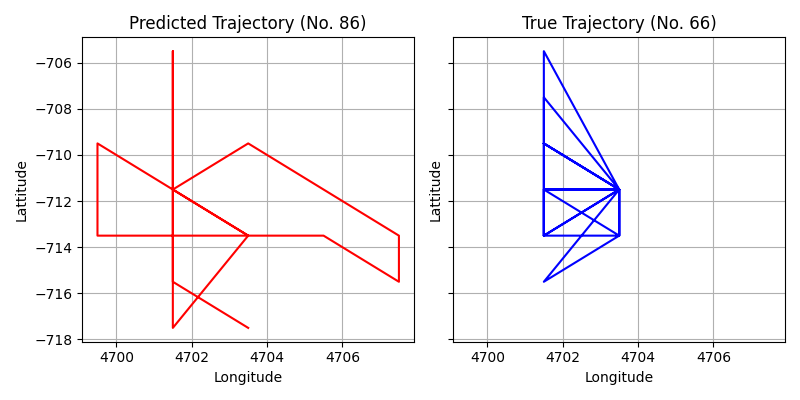 Predicted Trajectory (No. 86)
True Trajectory (No. 66)
Lattitude
−706
−708
−710
−712
−714
−716
−718
4700
4702
4704
4706
Longitude
Lattitude
4700
4702
4704
4706
Longitude